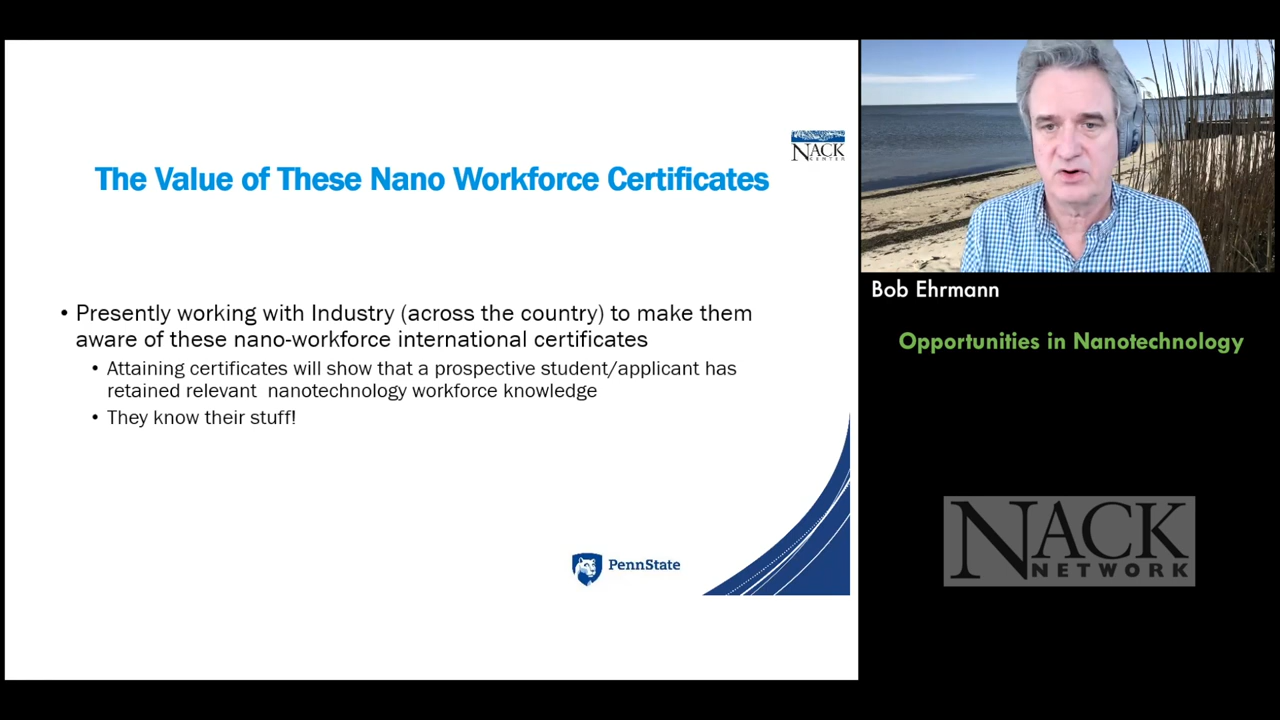 NACK
CENTER
The Value of These Nano Workforce Certificates
• Presently working with Industry (across the country) to make them
aware of these nano-workforce international certificates
• Attaining certificates will show that a prospective student/applicant has
retained relevant nanotechnology workforce knowledge
• They know their stuff!
PennState
Bob Ehrmann
Opportunities in Nanotechnology
NACK
NETWORK